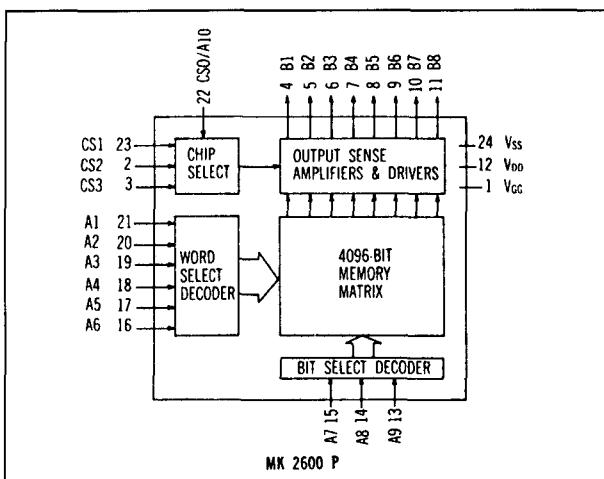 22 CS0/A10
4 B1
5 B2
6 B3
7 B4
8 B5
9 B6
10 B7
11 B8
CS1 23
CS2 2
CS3 3
CHIP
SELECT
OUTPUT SENSE
AMPLIFIERS & DRIVERS
24 VSS
12 VDD
1 VGG
A1 21
A2 20
A3 19
A4 18
A5 17
A6 16
WORD
SELECT
DECODER
4096-BIT
MEMORY
MATRIX
BIT SELECT DECODER
A7 15
A8 14
A9 13
MK 2600 P